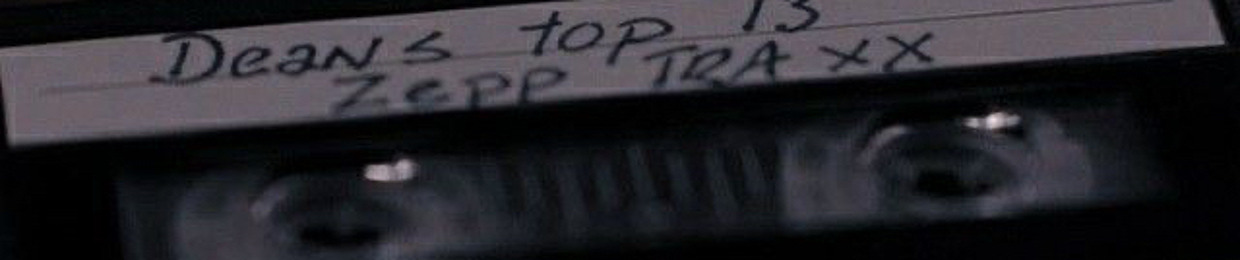 Deans top 13
Zepp TRAXX